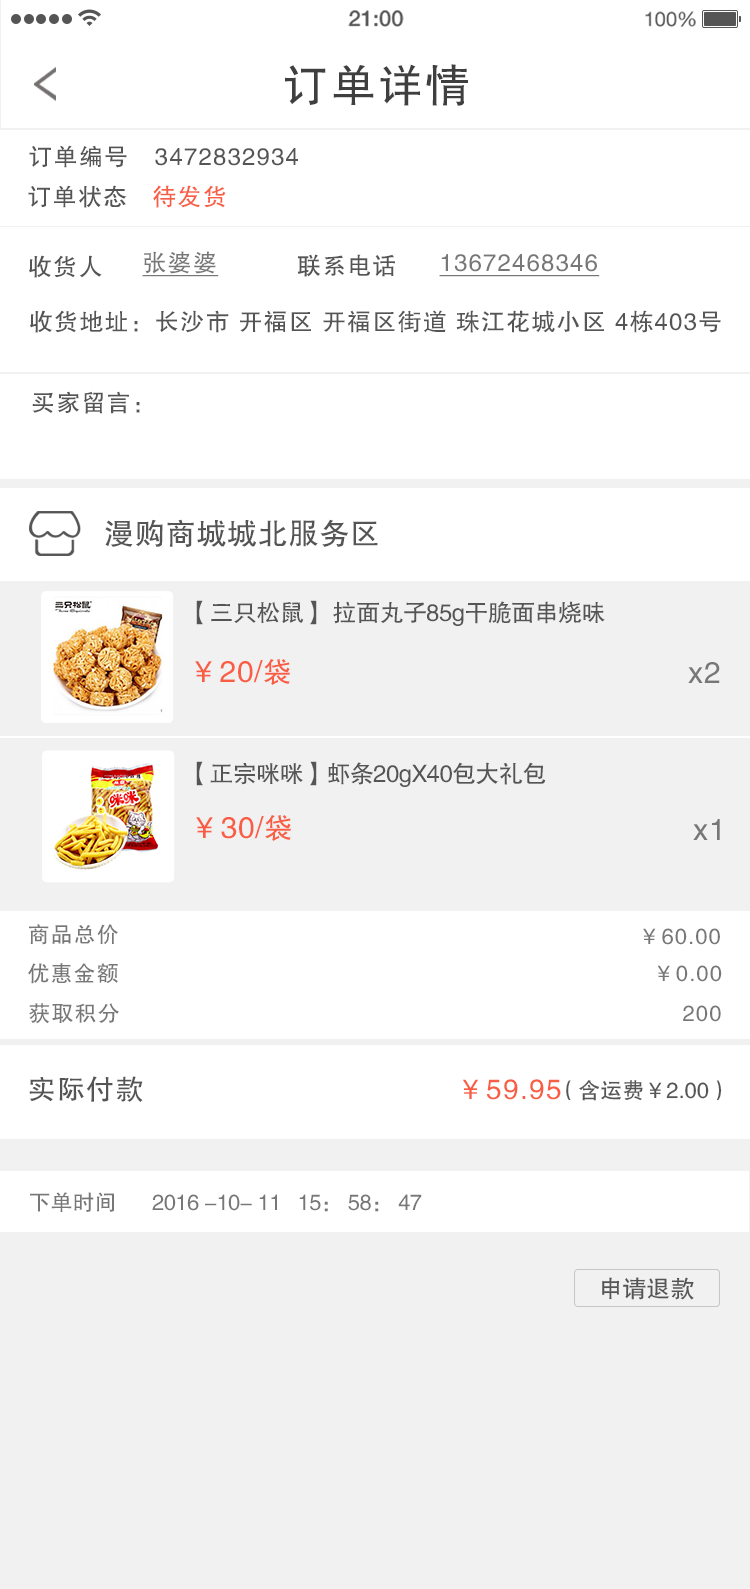 21:00 100%
订单详情
订单编号 3472832934
订单状态 待发货
收货人 张婆婆 联系电话 13672468346
收货地址：长沙市 开福区 开福区街道 珠江花城小区 4栋403号
买家留言：
漫购商城城北服务区
三只松鼠
【三只松鼠】拉面丸子85g干脆面串烧味
￥20/袋 x2
咪咪
【正宗咪咪】虾条20gX40包大礼包
￥30/袋 x1
商品总价 ￥60.00
优惠金额 ￥0.00
获取积分 200
实际付款 ￥59.95(含运费￥2.00)
下单时间 2016–10–11 15：58：47
申请退款